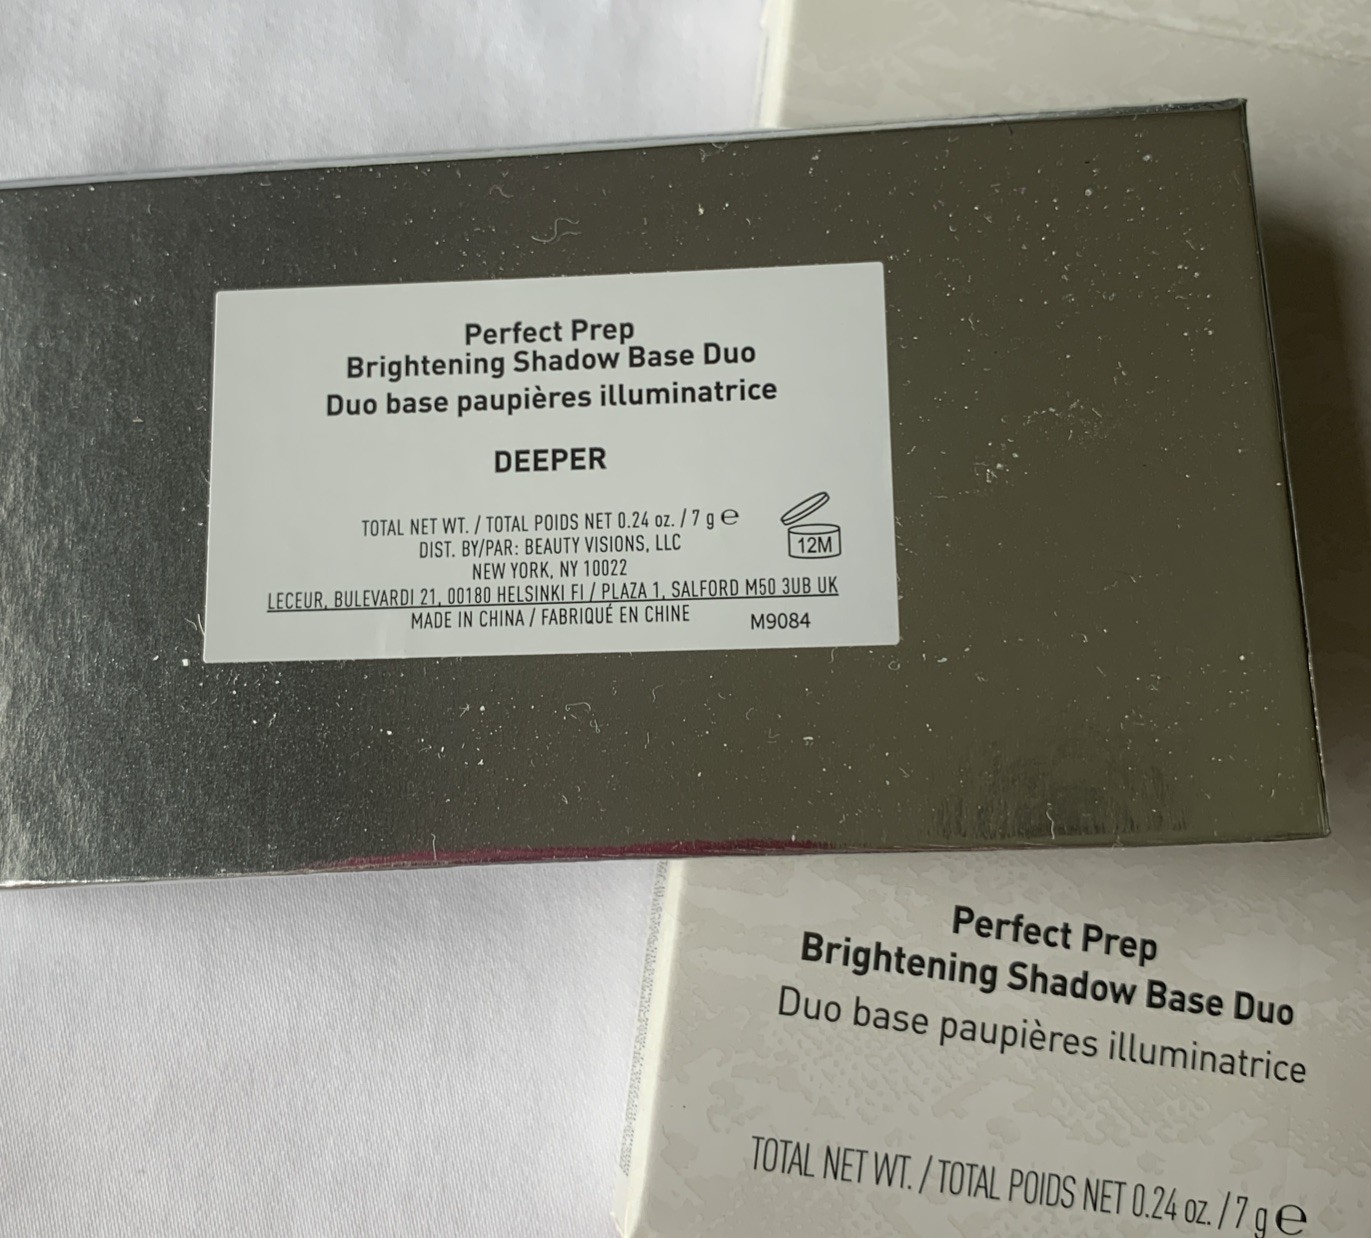 Perfect Prep
Brightening Shadow Base Duo
Duo base paupières illuminatrice
DEEPER
TOTAL NET WT. / TOTAL POIDS NET 0.24 oz. / 7 g ℮
DIST. BY/PAR: BEAUTY VISIONS, LLC
NEW YORK, NY 10022
LECEUR, BULEVARDI 21, 00180 HELSINKI FI / PLAZA 1, SALFORD M50 3UB UK
MADE IN CHINA / FABRIQUÉ EN CHINE
M9084
12M
Perfect Prep
Brightening Shadow Base Duo
Duo base paupières illuminatrice
TOTAL NET WT. / TOTAL POIDS NET 0.24 oz. / 7 g ℮